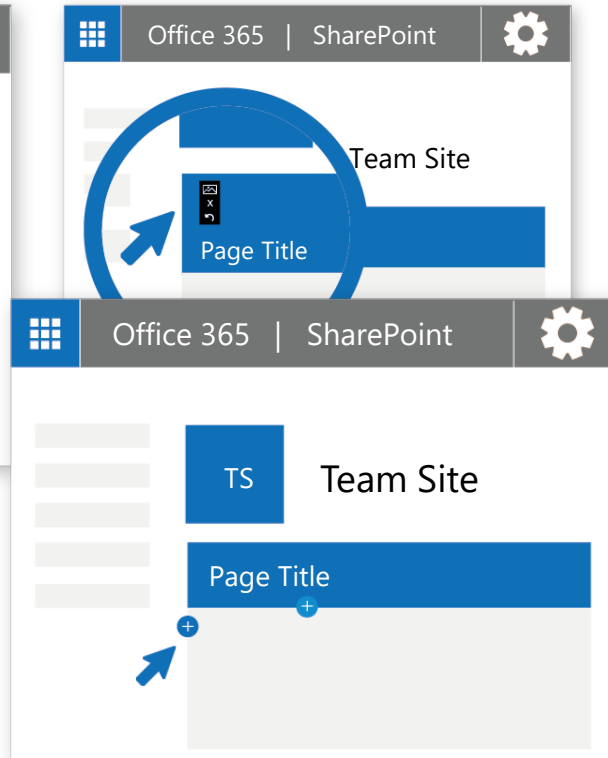 Office 365 | SharePoint
Team Site
x
Page Title
Office 365 | SharePoint
TS
Team Site
Page Title